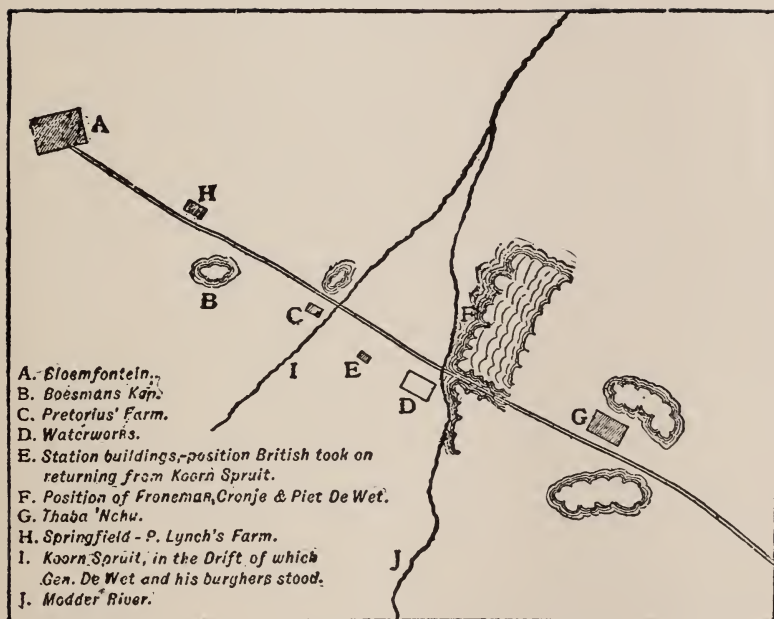 A
H
B
C
I
E
D
F
G
J
A. Bloemfontein.
B. Boesmans Kop.
C. Pretorius' Farm.
D. Waterworks.
E. Station buildings,-position British took on
returning from Koorn Spruit.
F. Position of Froneman, Cronje & Piet De Wet.
G. Thaba 'Nchu.
H. Springfield - P. Lynch's Farm.
I. Koorn Spruit, in the Drift of which
Gen. De Wet and his burghers stood.
J. Modder River.